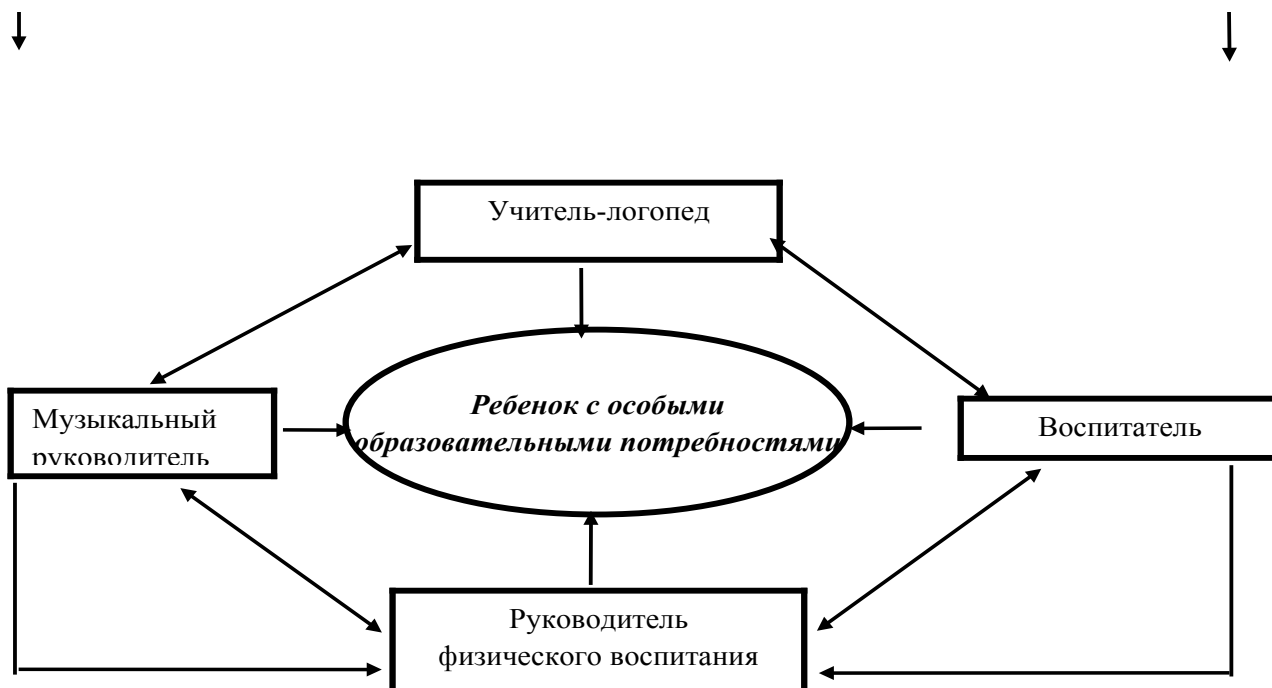 Учитель-логопед
Ребенок с особыми
образовательными потребностями
Музыкальный
руководитель
Воспитатель
Руководитель
физического воспитания